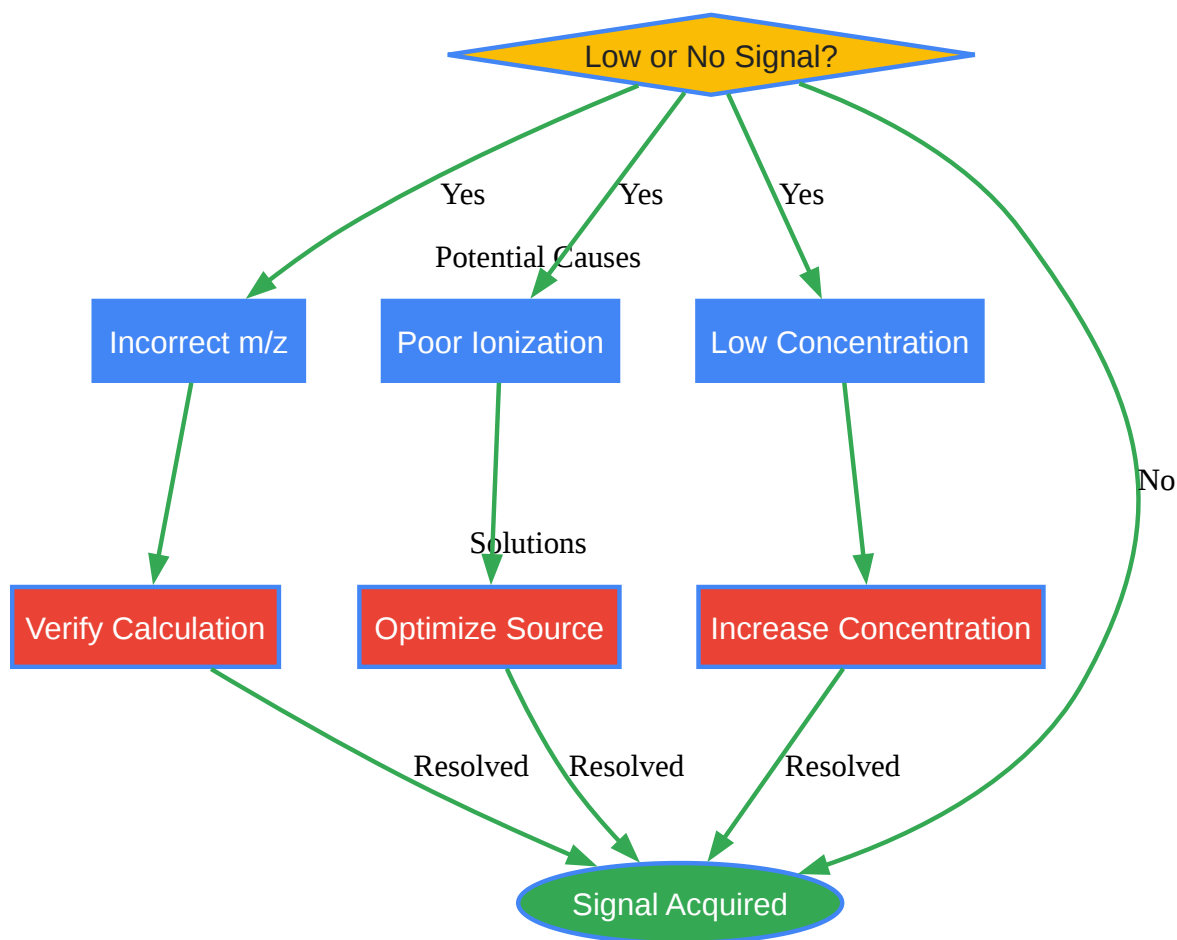 Low or No Signal?
Yes
Yes
Yes
Potential Causes
Incorrect m/z
Poor Ionization
Low Concentration
No
Solutions
Verify Calculation
Optimize Source
Increase Concentration
Resolved
Resolved
Resolved
Signal Acquired